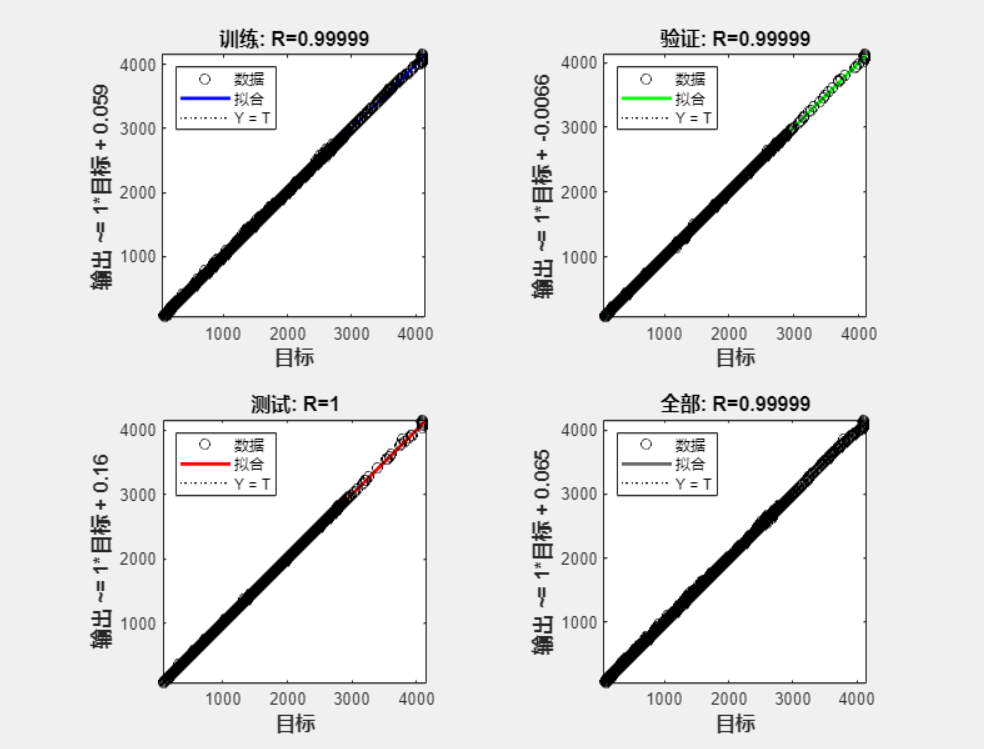 训练: R=0.99999
输出 ~= 1*目标 + 0.059
4000
3000
2000
1000
数据
拟合
Y = T
1000 2000 3000 4000
目标
验证: R=0.99999
输出 ~= 1*目标 + -0.0066
4000
3000
2000
1000
数据
拟合
Y = T
1000 2000 3000 4000
目标
测试: R=1
输出 ~= 1*目标 + 0.16
4000
3000
2000
1000
数据
拟合
Y = T
1000 2000 3000 4000
目标
全部: R=0.99999
输出 ~= 1*目标 + 0.065
4000
3000
2000
1000
数据
拟合
Y = T
1000 2000 3000 4000
目标